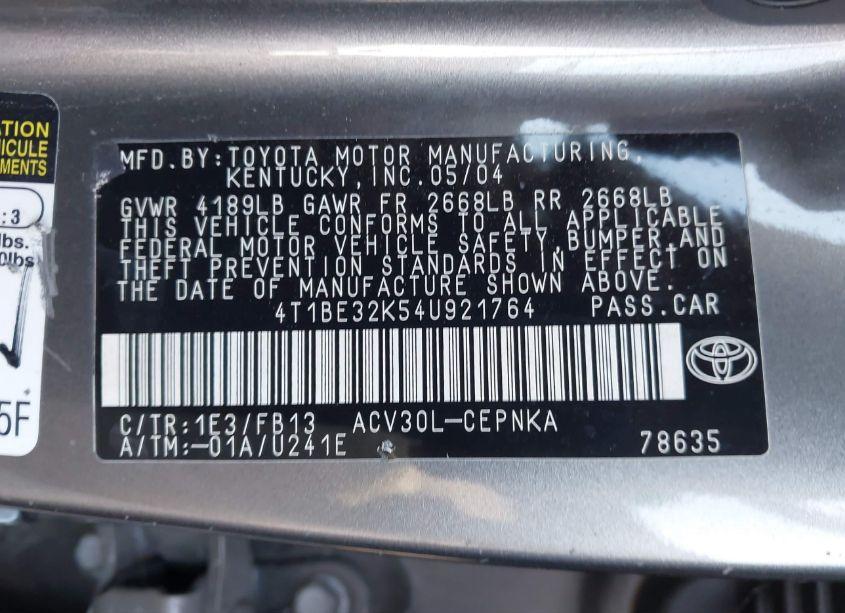 ATION
HICULE
EMENTS
:3
lbs.
0lbs
5F
MFD.BY:TOYOTA MOTOR MANUFACTURING,
KENTUCKY,INC.05/04
GVWR 4189LB GAWR FR 2668LB RR 2668LB
THIS VEHICLE CONFORMS TO ALL APPLICABLE
FEDERAL MOTOR VEHICLE SAFETY,BUMPER,AND
THEFT PREVENTION STANDARDS IN EFFECT ON
THE DATE OF MANUFACTURE SHOWN ABOVE.
4T1BE32K54U921764 PASS.CAR
C/TR:1E3/FB13 ACV30L-CEPNKA
A/TM:-01A/U241E 78635